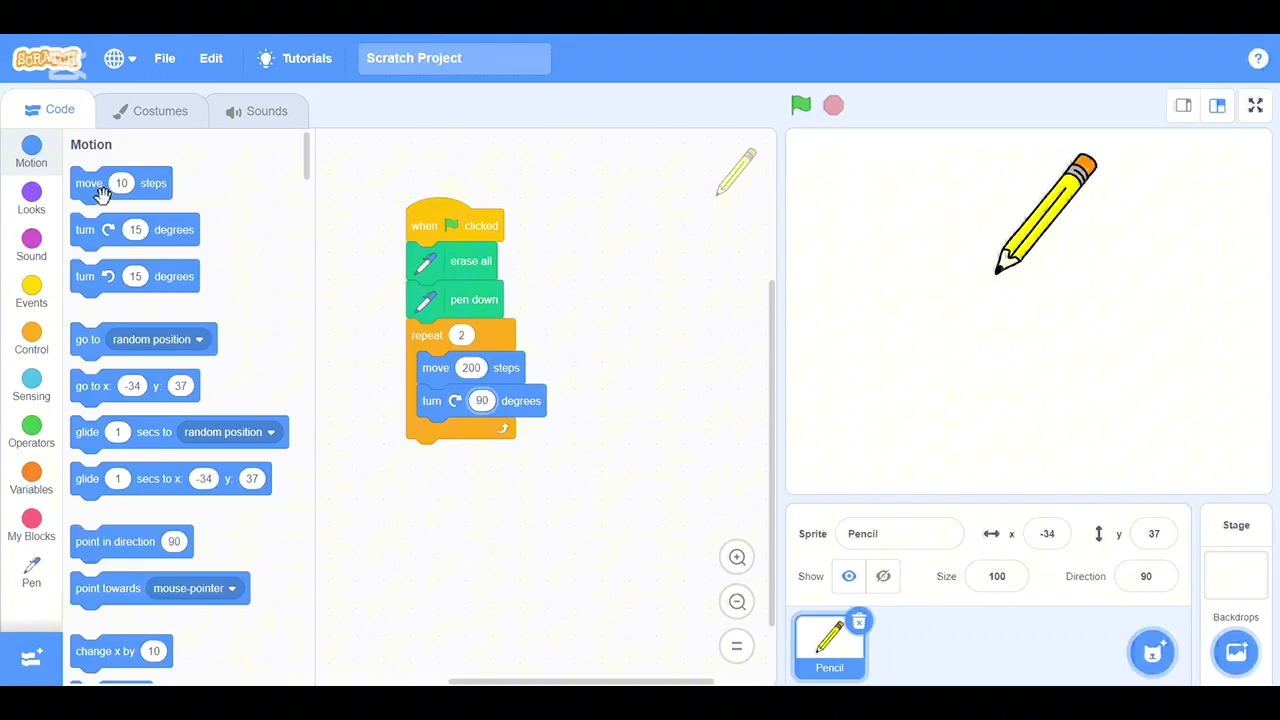 SCRATCH File Edit Tutorials Scratch Project ?
Code Costumes Sounds
Motion
Looks
Sound
Events
Control
Sensing
Operators
Variables
My Blocks
Pen
Motion
move 10 steps
turn 15 degrees
turn 15 degrees
go to random position
go to x: -34 y: 37
glide 1 secs to random position
glide 1 secs to x: -34 y: 37
point in direction 90
point towards mouse-pointer
change x by 10
when clicked
erase all
pen down
repeat 2
move 200 steps
turn 90 degrees
Sprite Pencil x -34 y 37
Show Size 100 Direction 90
Pencil
Stage
Backdrops